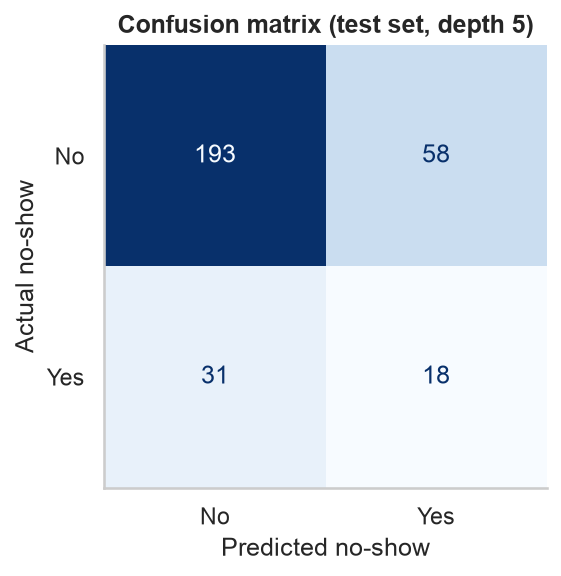 Confusion matrix (test set, depth 5)
Actual no-show
No
193
58
Yes
31
18
No
Yes
Predicted no-show